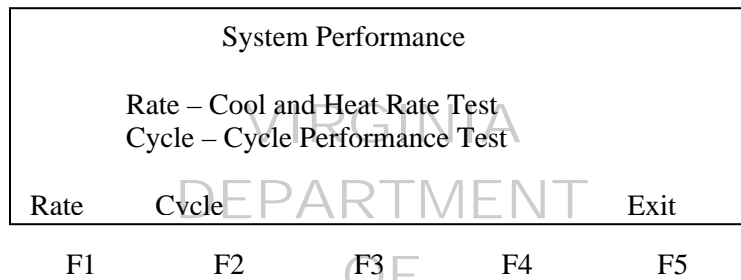 System Performance
Rate – Cool and Heat Rate Test
Cycle – Cycle Performance Test
VIRGINIA
DEPARTMENT
Rate Cycle Exit
F1 F2 F3 F4 F5
OF